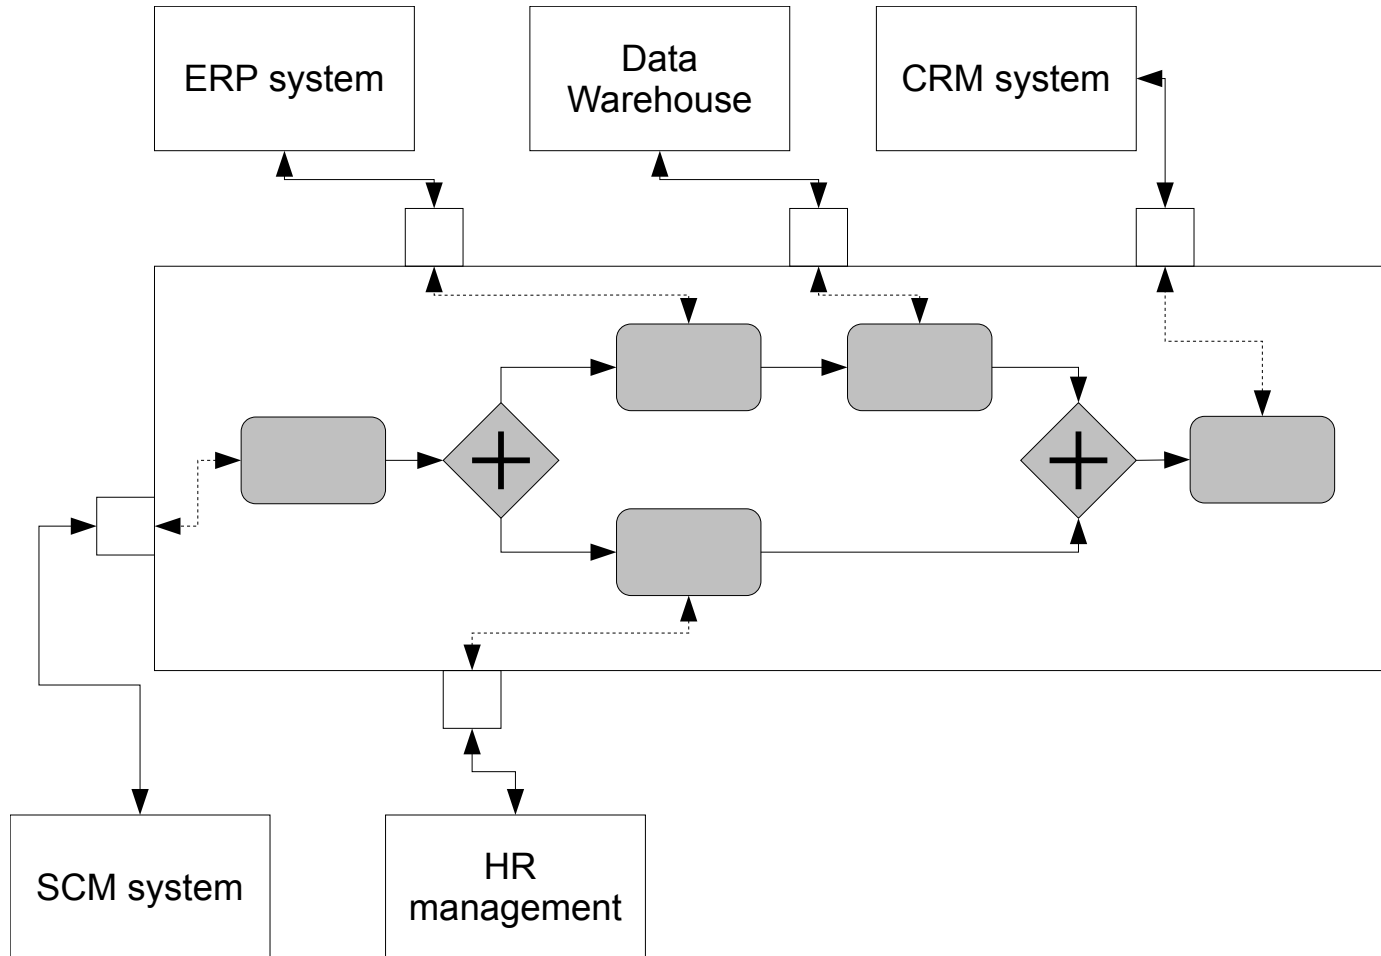 ERP system
Data
Warehouse
CRM system
SCM system
HR
management